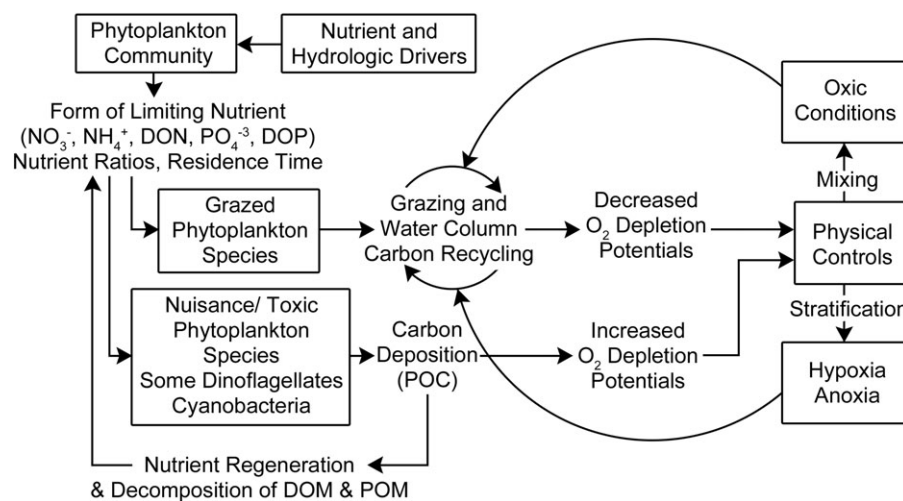 Phytoplankton
Community
Nutrient and
Hydrologic Drivers
Form of Limiting Nutrient
(NO₃⁻, NH₄⁺, DON, PO₄⁻³, DOP)
Nutrient Ratios, Residence Time
Grazed
Phytoplankton
Species
Nuisance/ Toxic
Phytoplankton
Species
Some Dinoflagellates
Cyanobacteria
Grazing and
Water Column
Carbon Recycling
Carbon
Deposition
(POC)
Nutrient Regeneration
& Decomposition of DOM & POM
Decreased
O₂ Depletion
Potentials
Increased
O₂ Depletion
Potentials
Oxic
Conditions
Mixing
Physical
Controls
Stratification
Hypoxia
Anoxia